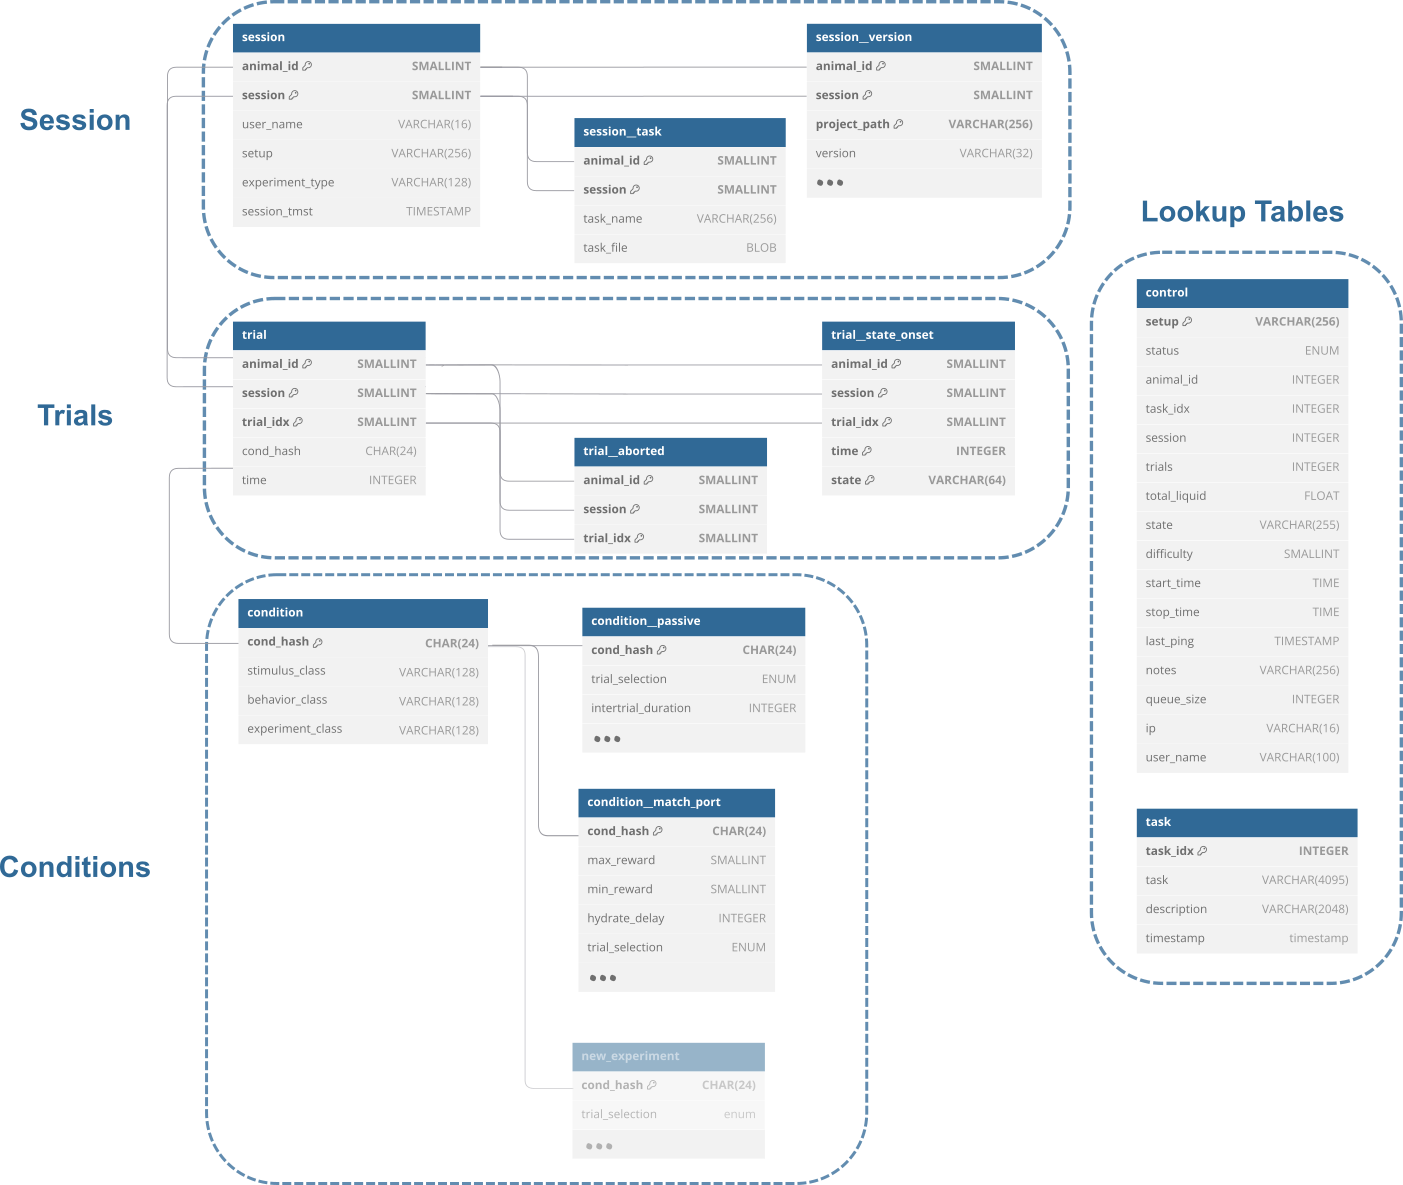 Session
session
animal_id SMALLINT
session SMALLINT
user_name VARCHAR(16)
setup VARCHAR(256)
experiment_type VARCHAR(128)
session_tmst TIMESTAMP
session__task
animal_id SMALLINT
session SMALLINT
task_name VARCHAR(256)
task_file BLOB
session__version
animal_id SMALLINT
session SMALLINT
project_path VARCHAR(256)
version VARCHAR(32)
Trials
trial
animal_id SMALLINT
session SMALLINT
trial_idx SMALLINT
cond_hash CHAR(24)
time INTEGER
trial__aborted
animal_id SMALLINT
session SMALLINT
trial_idx SMALLINT
trial__state_onset
animal_id SMALLINT
session SMALLINT
trial_idx SMALLINT
time INTEGER
state VARCHAR(64)
Conditions
condition
cond_hash CHAR(24)
stimulus_class VARCHAR(128)
behavior_class VARCHAR(128)
experiment_class VARCHAR(128)
condition__passive
cond_hash CHAR(24)
trial_selection ENUM
intertrial_duration INTEGER
condition__match_port
cond_hash CHAR(24)
max_reward SMALLINT
min_reward SMALLINT
hydrate_delay INTEGER
trial_selection ENUM
new_experiment
cond_hash CHAR(24)
trial_selection enum
Lookup Tables
control
setup VARCHAR(256)
status ENUM
animal_id INTEGER
task_idx INTEGER
session INTEGER
trials INTEGER
total_liquid FLOAT
state VARCHAR(255)
difficulty SMALLINT
start_time TIME
stop_time TIME
last_ping TIMESTAMP
notes VARCHAR(256)
queue_size INTEGER
ip VARCHAR(16)
user_name VARCHAR(100)
task
task_idx INTEGER
task VARCHAR(4095)
description VARCHAR(2048)
timestamp timestamp